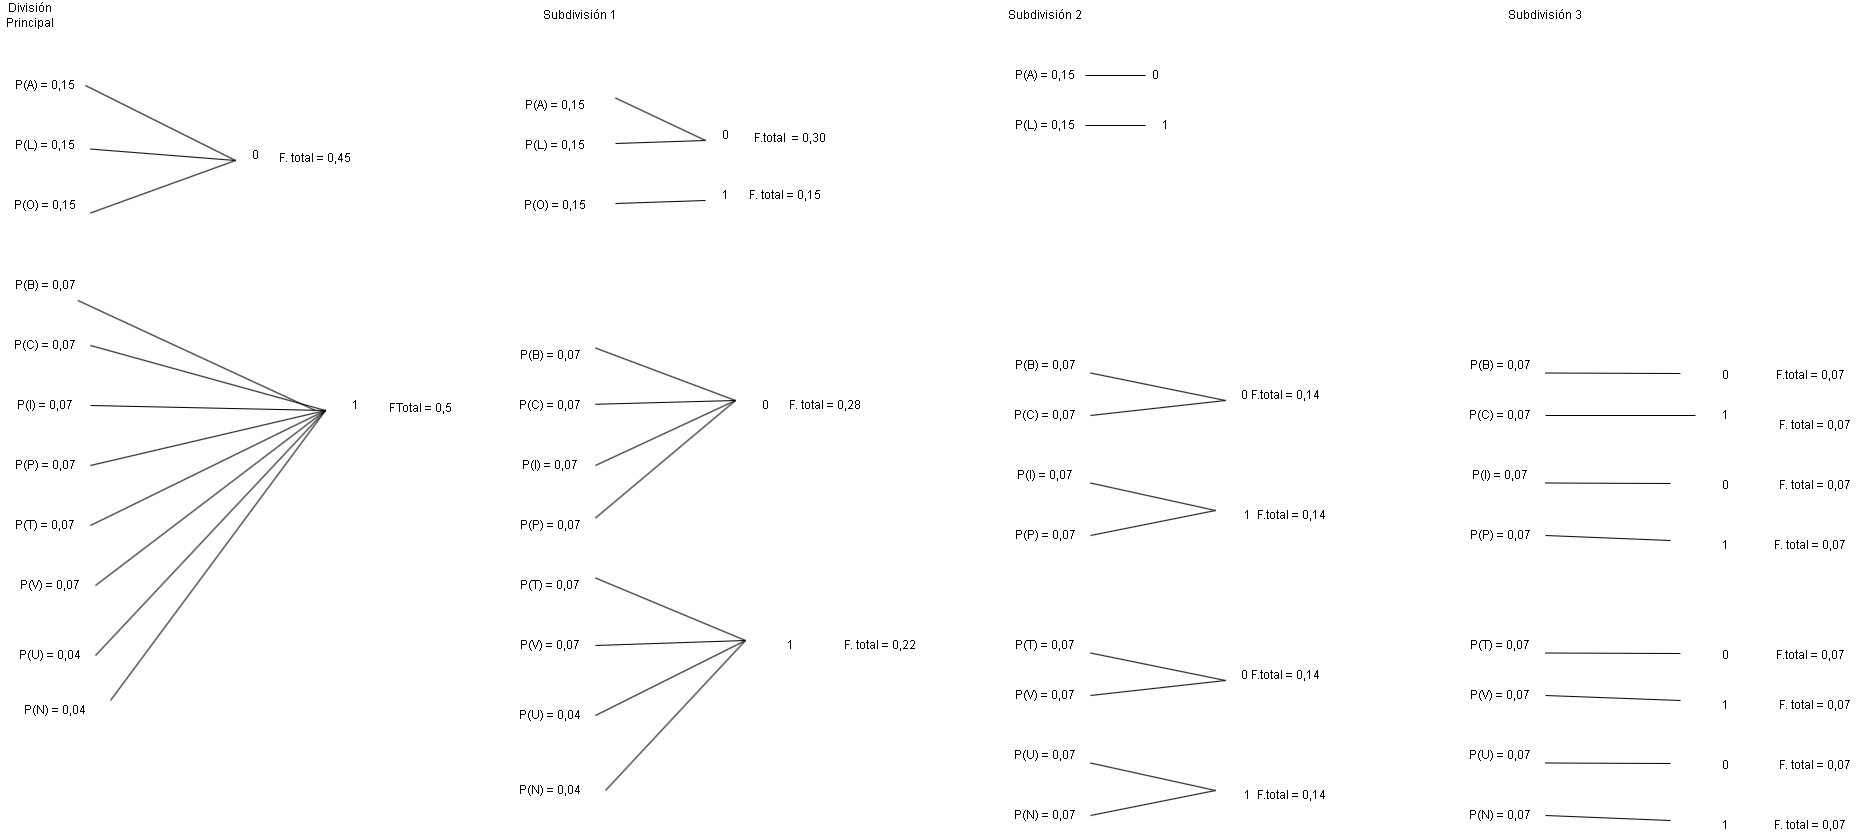 División
Principal
P(A) = 0,15
P(L) = 0,15
P(O) = 0,15
0 F. total = 0,45
P(B) = 0,07
P(C) = 0,07
P(I) = 0,07
P(P) = 0,07
P(T) = 0,07
P(V) = 0,07
P(U) = 0,04
P(N) = 0,04
1 FTotal = 0,5
Subdivisión 1
P(A) = 0,15
P(L) = 0,15
0 F.total = 0,30
P(O) = 0,15
1 F. total = 0,15
P(B) = 0,07
P(C) = 0,07
P(I) = 0,07
P(P) = 0,07
0 F. total = 0,28
P(T) = 0,07
P(V) = 0,07
P(U) = 0,04
P(N) = 0,04
1 F. total = 0,22
Subdivisión 2
P(A) = 0,15 0
P(L) = 0,15 1
P(B) = 0,07
P(C) = 0,07
0 F.total = 0,14
P(I) = 0,07
P(P) = 0,07
1 F.total = 0,14
P(T) = 0,07
P(V) = 0,07
0 F.total = 0,14
P(U) = 0,07
P(N) = 0,07
1 F.total = 0,14
Subdivisión 3
P(B) = 0,07 0 F.total = 0,07
P(C) = 0,07 1 F. total = 0,07
P(I) = 0,07 0 F. total = 0,07
P(P) = 0,07 1 F. total = 0,07
P(T) = 0,07 0 F.total = 0,07
P(V) = 0,07 1 F. total = 0,07
P(U) = 0,07 0 F. total = 0,07
P(N) = 0,07 1 F. total = 0,07